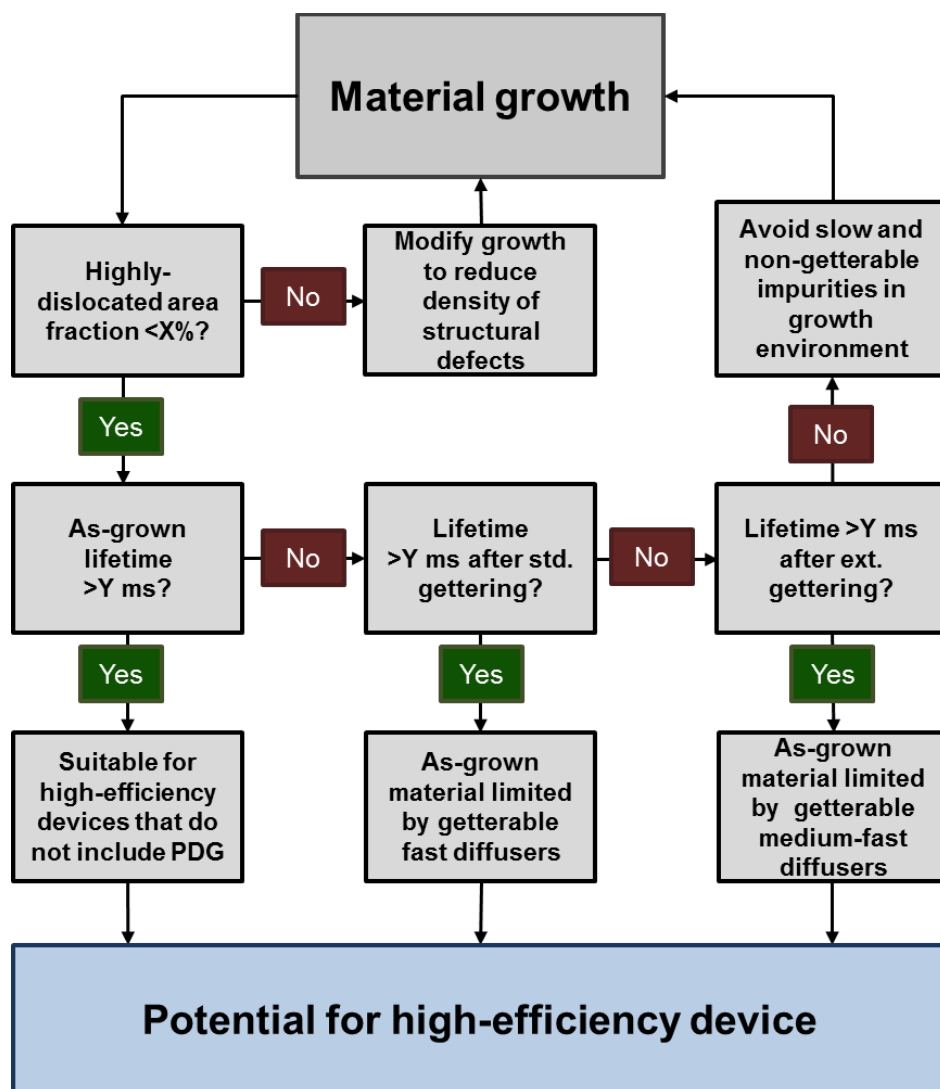 Material growth
Highly-
dislocated area
fraction <X%?
No
Modify growth
to reduce
density of
structural
defects
Avoid slow and
non-getterable
impurities in
growth
environment
Yes
No
As-grown
lifetime
>Y ms?
No
Lifetime
>Y ms after std.
gettering?
No
Lifetime >Y ms
after ext.
gettering?
Yes
Yes
Yes
Suitable for
high-efficiency
devices that do
not include PDG
As-grown
material limited
by getterable
fast diffusers
As-grown
material limited
by getterable
medium-fast
diffusers
Potential for high-efficiency device